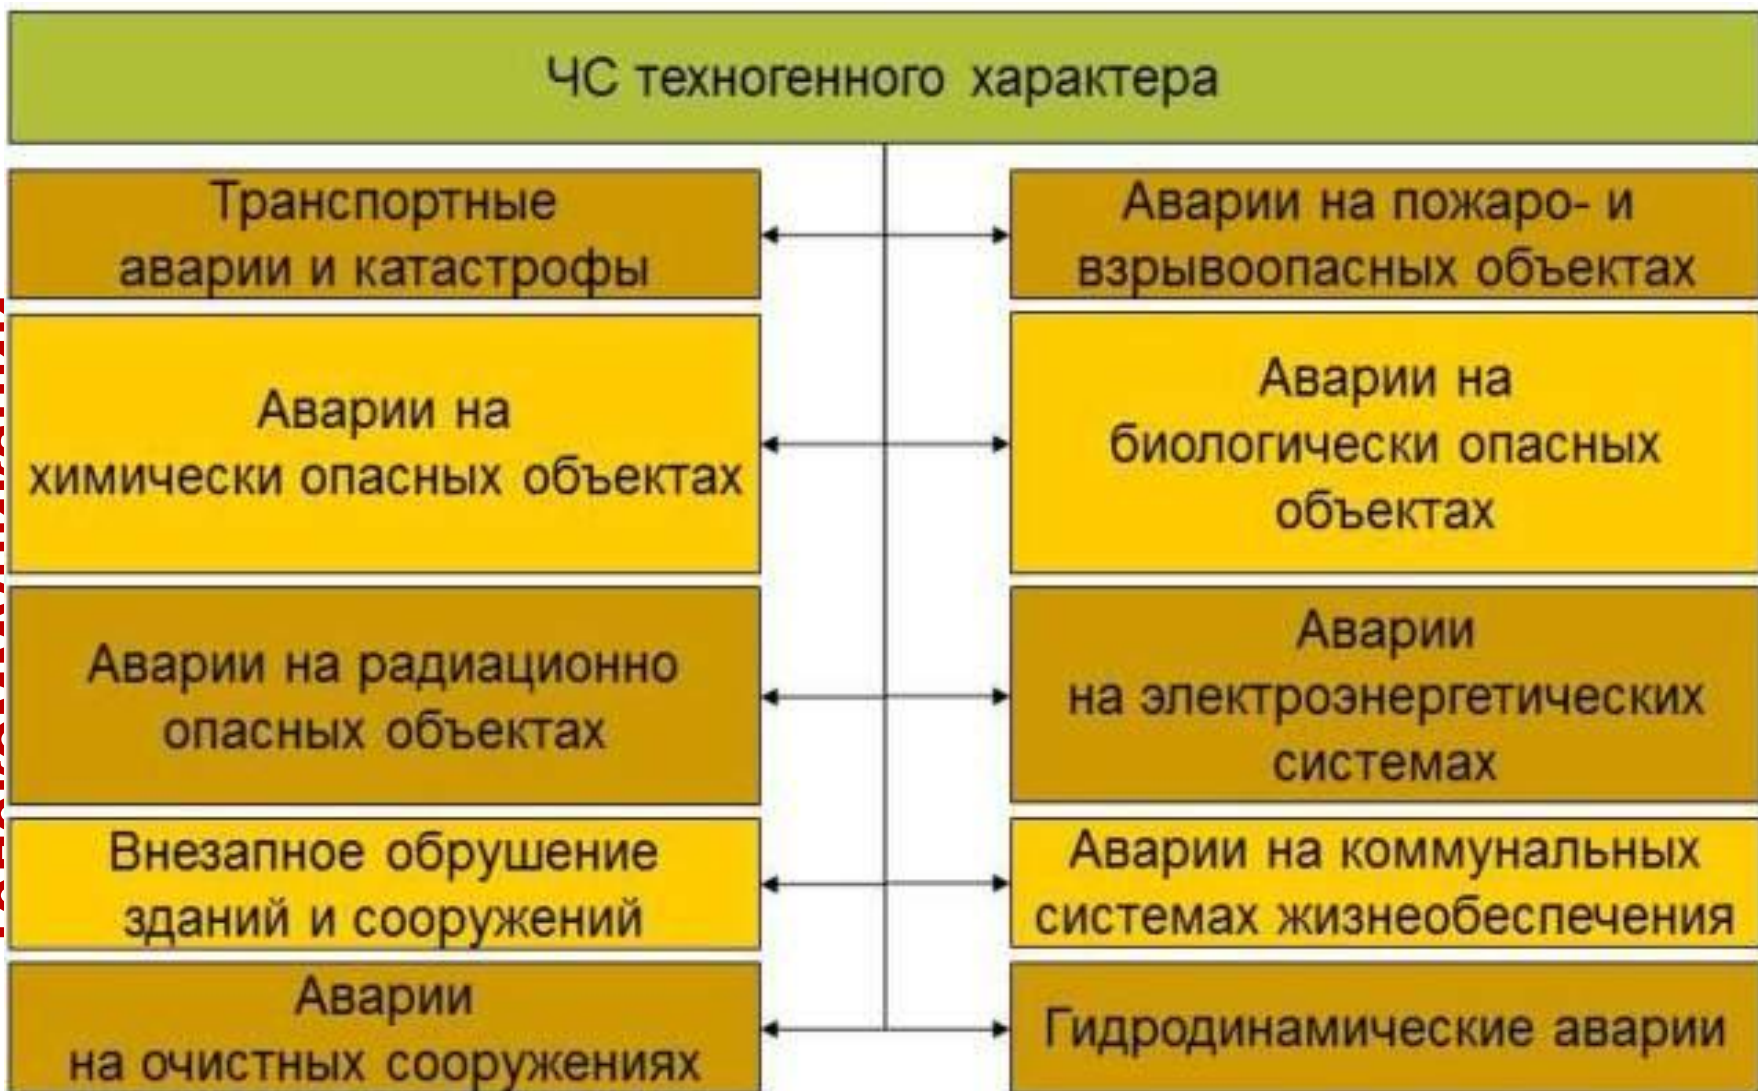 ЧС техногенного характера
Транспортные
аварии и катастрофы
Аварии на пожаро- и
взрывоопасных объектах
Аварии на
химически опасных объектах
Аварии на
биологически опасных
объектах
Аварии на радиационно
опасных объектах
Аварии
на электроэнергетических
системах
Внезапное обрушение
зданий и сооружений
Аварии на коммунальных
системах жизнеобеспечения
Аварии
на очистных сооружениях
Гидродинамические аварии